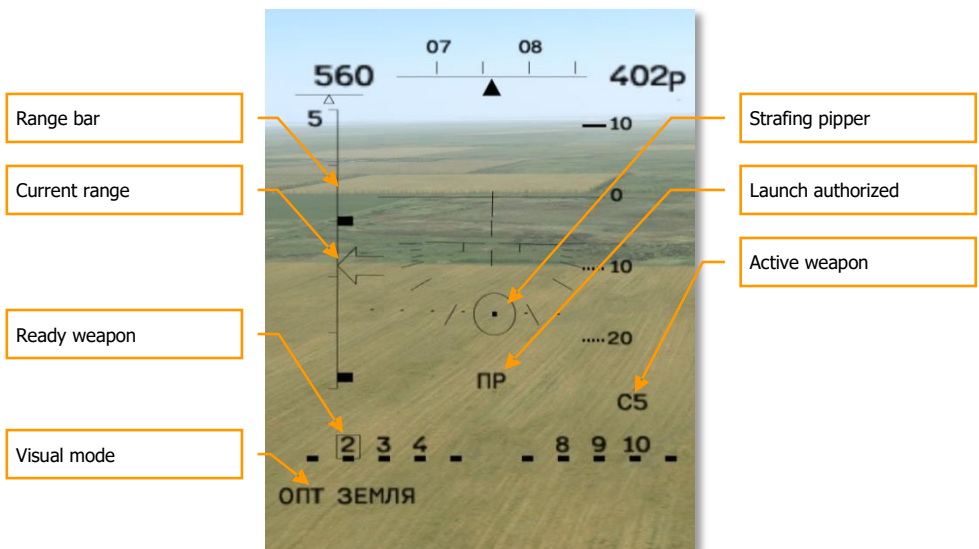 07 08
560 402р
Range bar
5
10
Strafing pipper
Current range
0
Launch authorized
10
Active weapon
Ready weapon
20
ПР
С5
2 3 4 8 9 10
Visual mode
ОПТ ЗЕМЛЯ